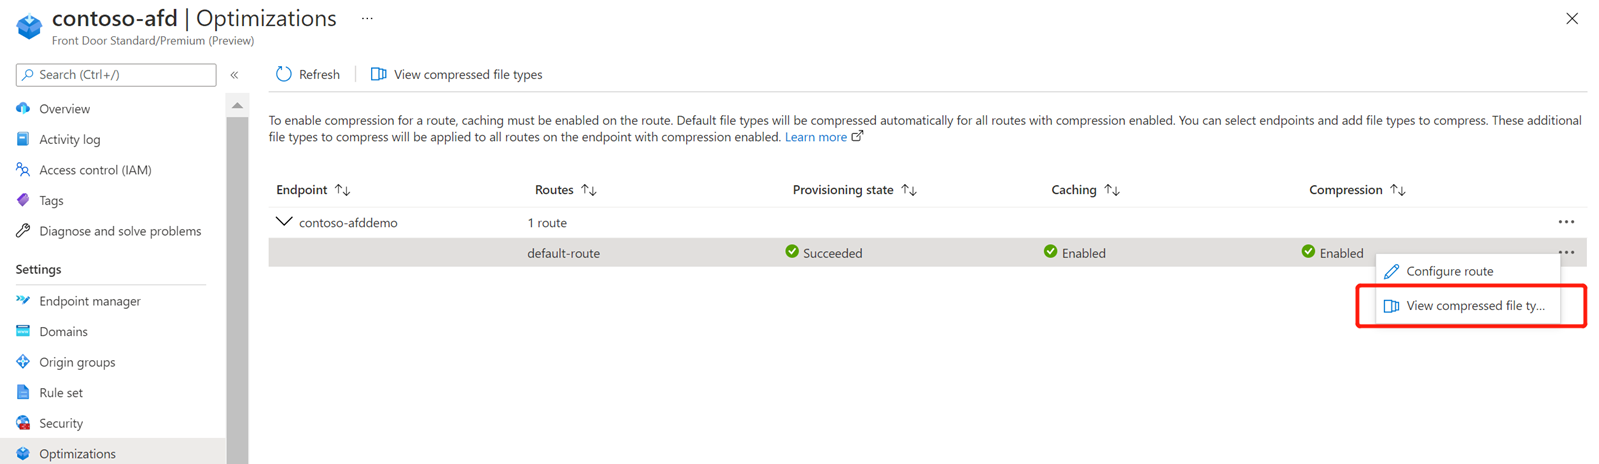 contoso-afd | Optimizations ...
Front Door Standard/Premium (Preview)
Search (Ctrl+/)
«
Refresh
View compressed file types
Overview
Activity log
Access control (IAM)
Tags
Diagnose and solve problems
Settings
Endpoint manager
Domains
Origin groups
Rule set
Security
Optimizations
To enable compression for a route, caching must be enabled on the route. Default file types will be compressed automatically for all routes with compression enabled. You can select endpoints and add file types to compress. These additional
file types to compress will be applied to all routes on the endpoint with compression enabled. Learn more
Endpoint ↑↓ Routes ↑↓ Provisioning state ↑↓ Caching ↑↓ Compression ↑↓
contoso-afddemo 1 route ...
default-route Succeeded Enabled Enabled ...
Configure route
View compressed file ty...